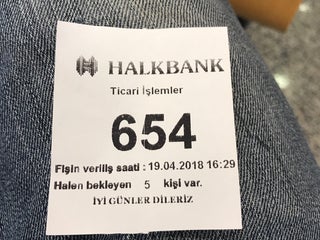 HALKBANK
Ticari İşlemler
654
Fişin veriliş saati : 19.04.2018 16:29
Halen bekleyen 5 kişi var.
İYİ GÜNLER DİLERİZ